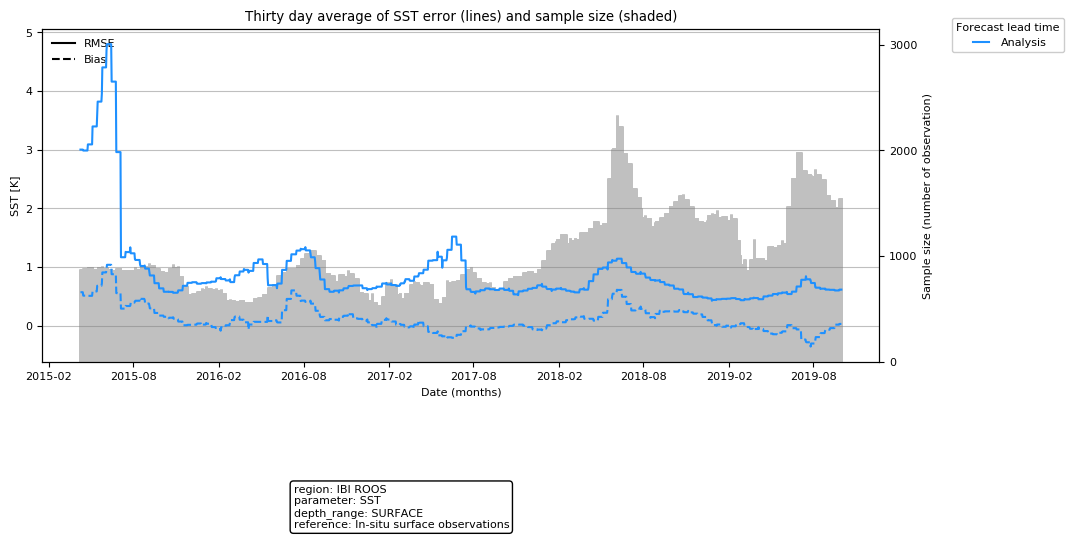 Thirty day average of SST error (lines) and sample size (shaded)
Forecast lead time
Analysis
RMSE
Bias
SST [K]
5
4
3
2
1
0
3000
2000
1000
0
Sample size (number of observation)
2015-02 2015-08 2016-02 2016-08 2017-02 2017-08 2018-02 2018-08 2019-02 2019-08
Date (months)
region: IBI ROOS
parameter: SST
depth_range: SURFACE
reference: In-situ surface observations